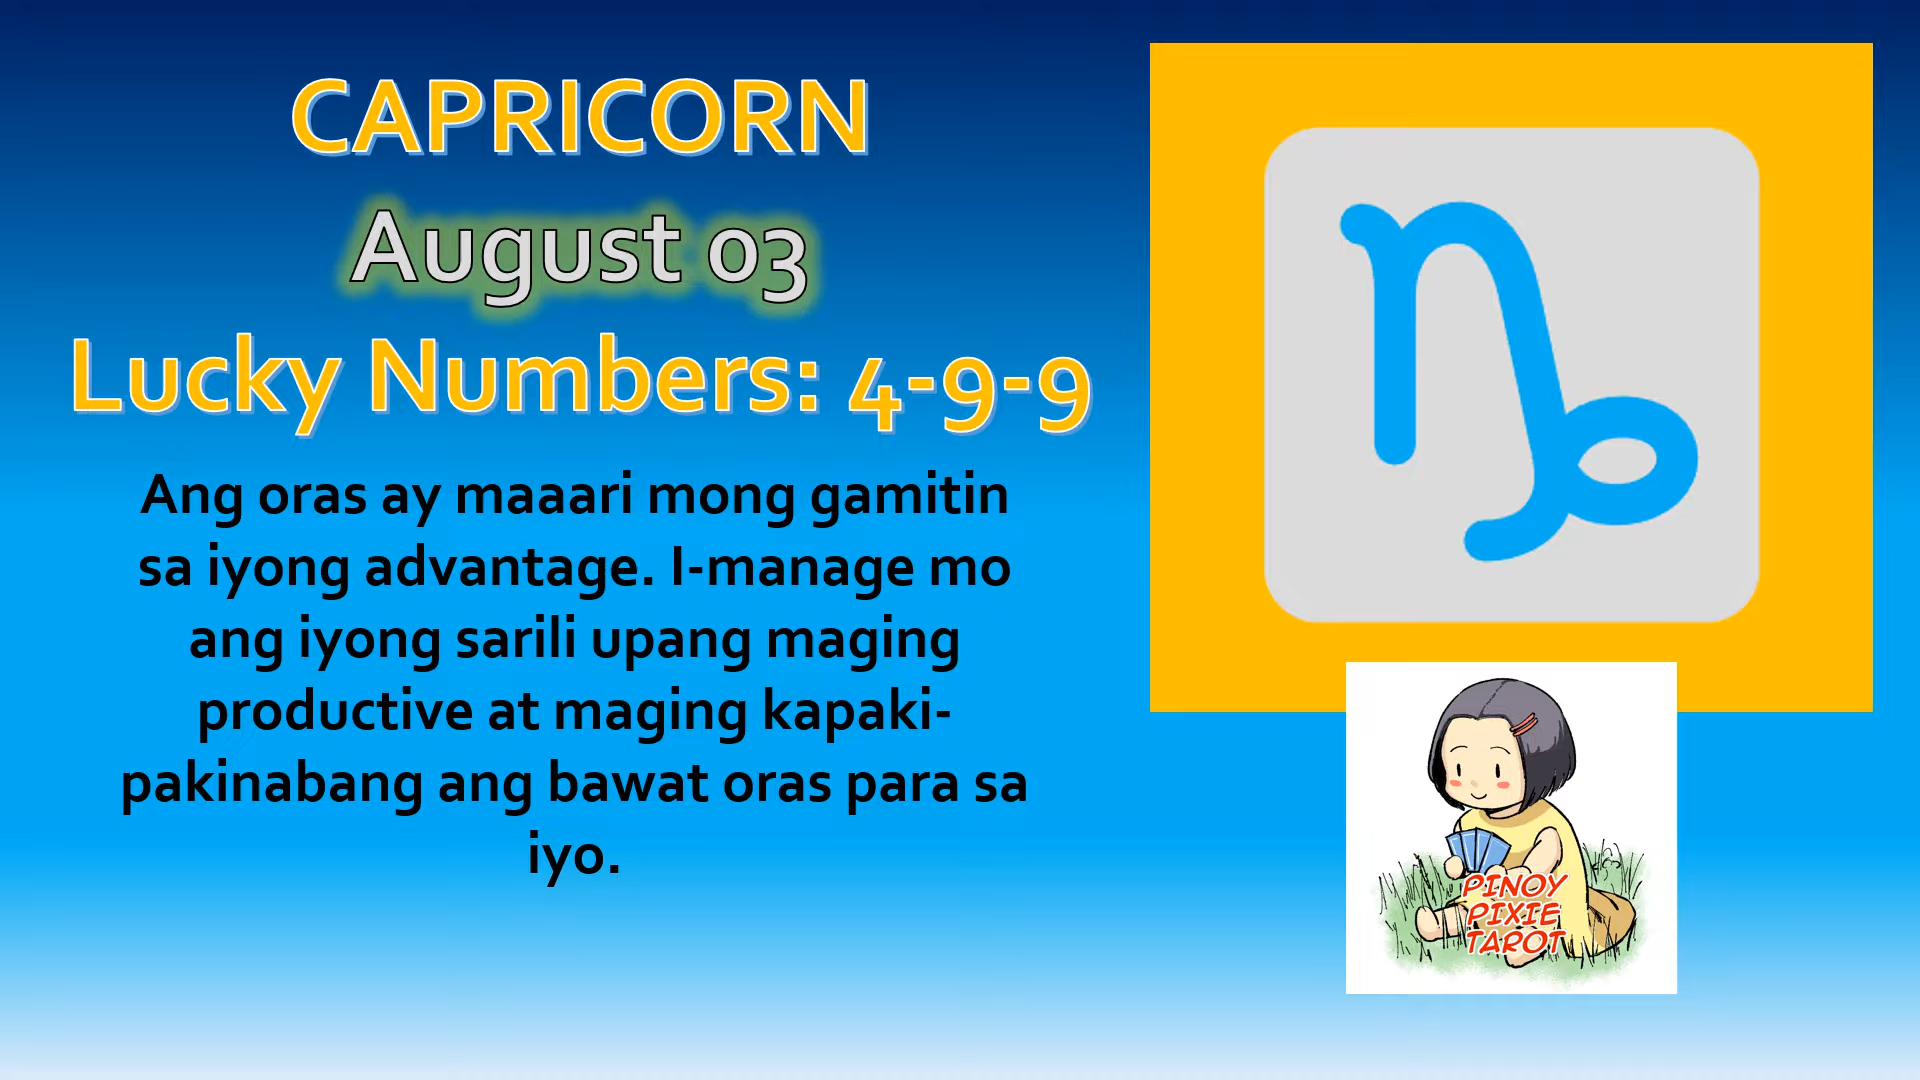 CAPRICORN
August 03
Lucky Numbers: 4-9-9
Ang oras ay maaari mong gamitin
sa iyong advantage. I-manage mo
ang iyong sarili upang maging
productive at maging kapaki-
pakinabang ang bawat oras para sa
iyo.
PINOY
PIXIE
TAROT